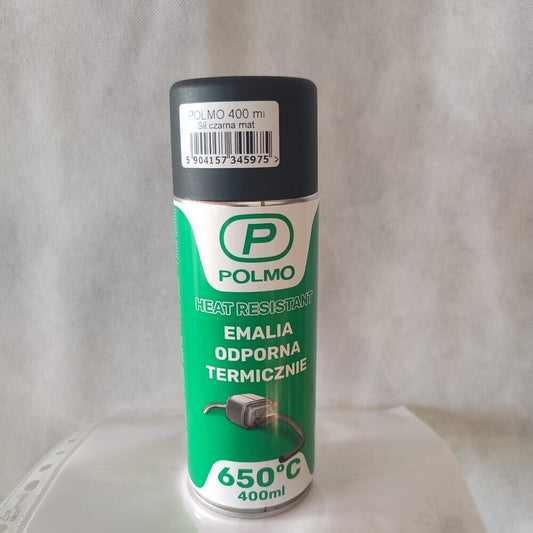 POLMO 400 ml
Sil.czarna mat
5 904157 345975 >
P
POLMO
HEAT RESISTANT
EMALIA
ODPORNA
TERMICZNIE
650°C
400ml